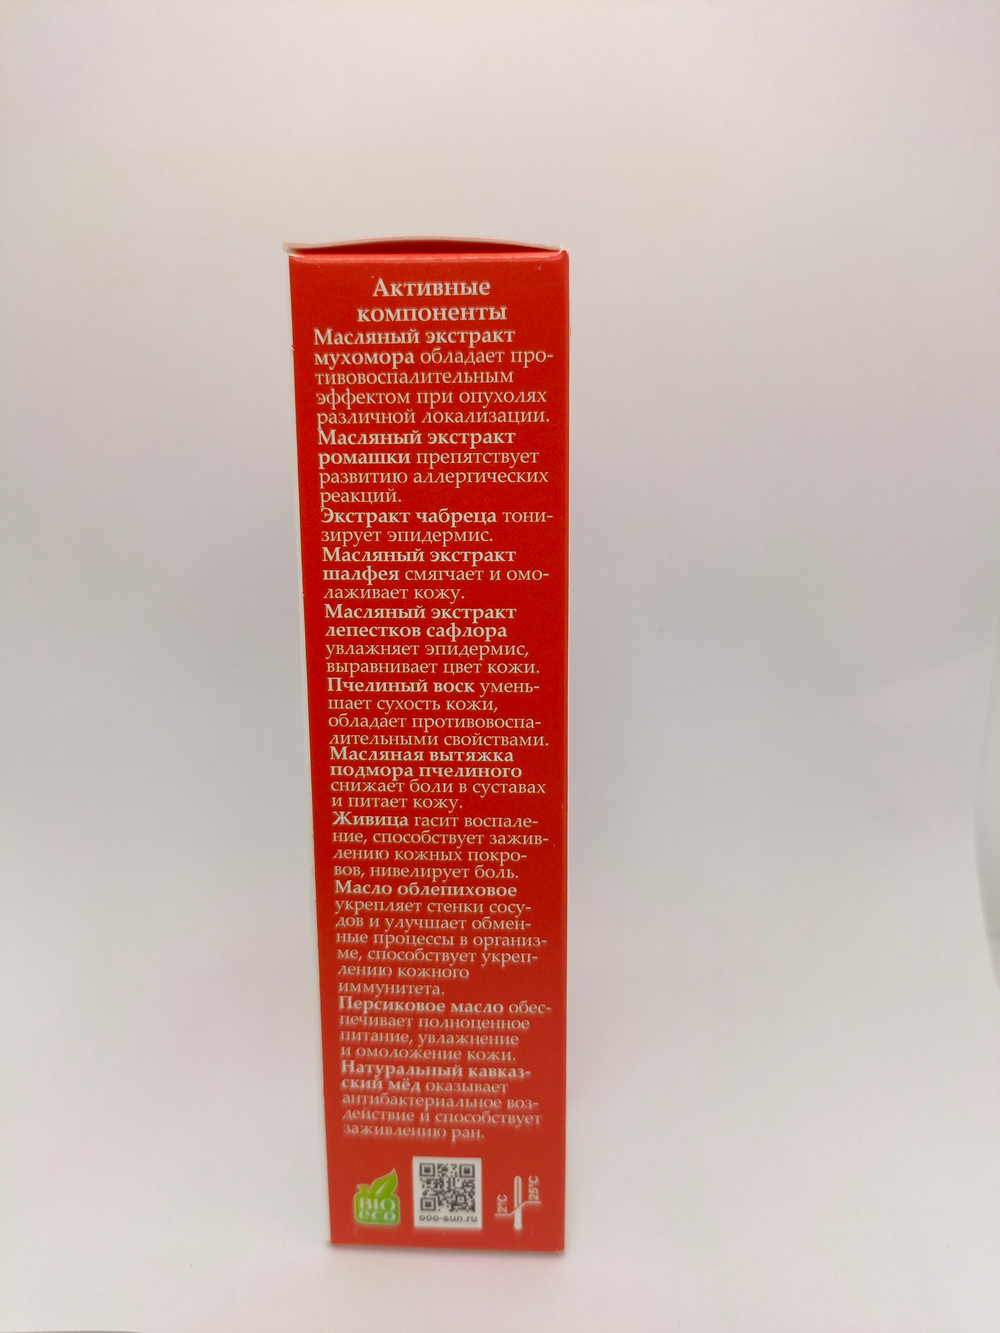 Активные
компоненты
Масляный экстракт
мухомора обладает про-
тивовоспалительным
эффектом при опухолях
различной локализации.
Масляный экстракт
ромашки препятствует
развитию аллергических
реакций.
Экстракт чабреца тони-
зирует эпидермис.
Масляный экстракт
шалфея смягчает и омо-
лаживает кожу.
Масляный экстракт
лепестков сафлора
увлажняет эпидермис,
выравнивает цвет кожи.
Пчелиный воск умень-
шает сухость кожи,
обладает противовоспа-
лительными свойствами.
Масляная вытяжка
подмора пчелиного
снижает боли в суставах
и питает кожу.
Живица гасит воспале-
ние, способствует зажив-
лению кожных покро-
вов, нивелирует боль.
Масло облепиховое
укрепляет стенки сосу-
дов и улучшает обмен-
ные процессы в организ-
ме, способствует укреп-
лению кожного
иммунитета.
Персиковое масло обес-
печивает полноценное
питание, увлажнение
и омоложение кожи.
Натуральный кавказ-
ский мёд оказывает
антибактериальное воз-
действие и способствует
заживлению ран.
BIO
eco
ooo-sun.ru
2°C
25°C